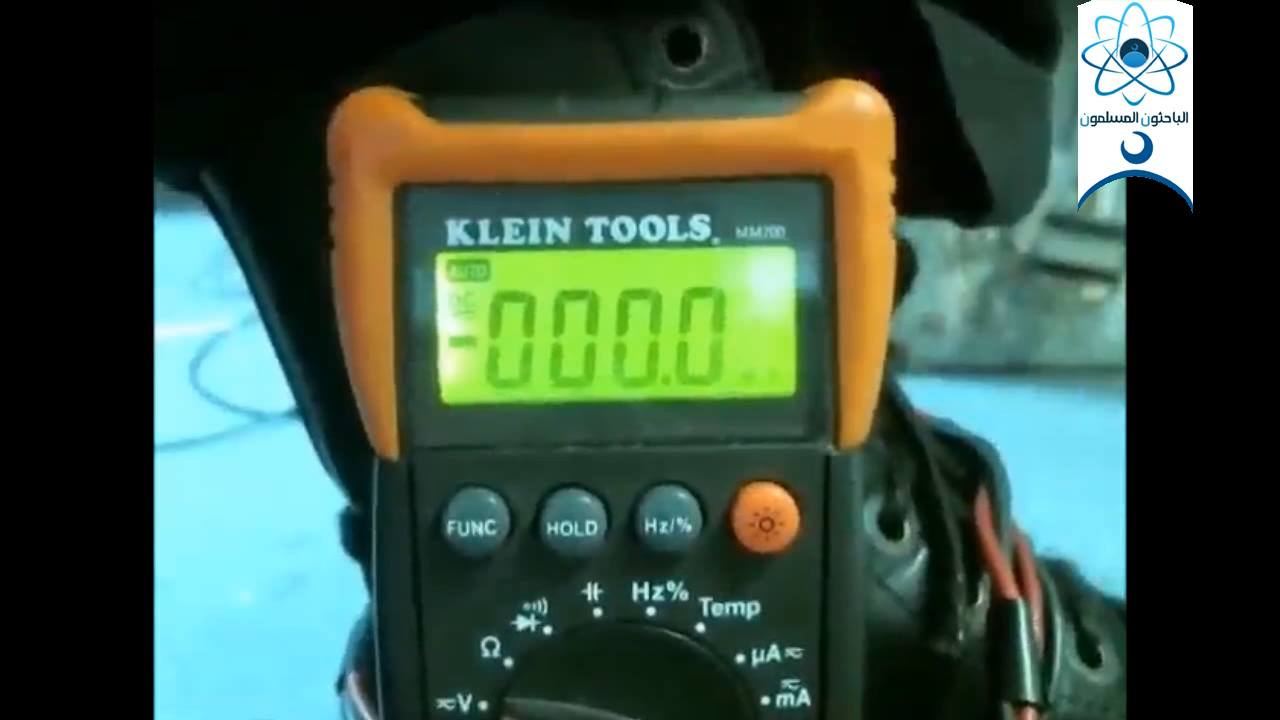 الباحثون المسلمون
KLEIN TOOLS. MM700
AUTO
000.0
FUNC HOLD Hz/%
Hz% Temp
Ω
µA
V mA